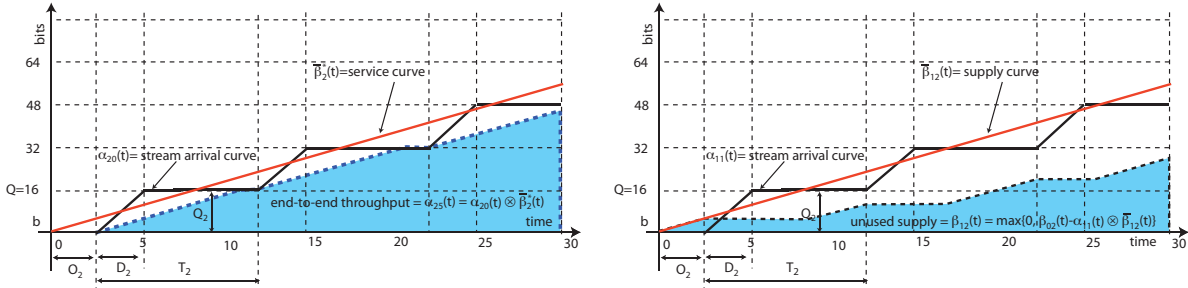 bits
64
48
32
Q=16
b
β̅₂*(t)=service curve
α₂₀(t)= stream arrival curve
Q₂
end-to-end throughput = α₂₅(t)= α₂₀(t) ⊗ β̅₂*(t)
time
0 5 10 15 20 25 30
O₂
D₂
T₂
bits
64
48
32
Q=16
b
β̅₁₂(t)= supply curve
α₁₁(t)= stream arrival curve
Q₂
unused supply = β₁₂(t) = max{0, β₀₂(t)-α₁₁(t) ⊗ β̅₁₂(t)}
time
0 5 10 15 20 25 30
O₂
D₂
T₂